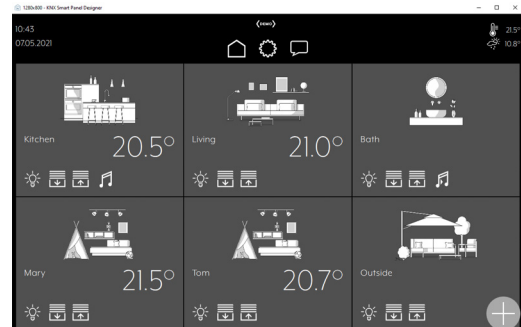 1280x800 - KNX Smart Panel Designer
10:43
07.05.2021
(DEMO)
21.5°
10.8°
Kitchen
20.5°
Living
21.0°
Bath
Mary
21.5°
Tom
20.7°
Outside